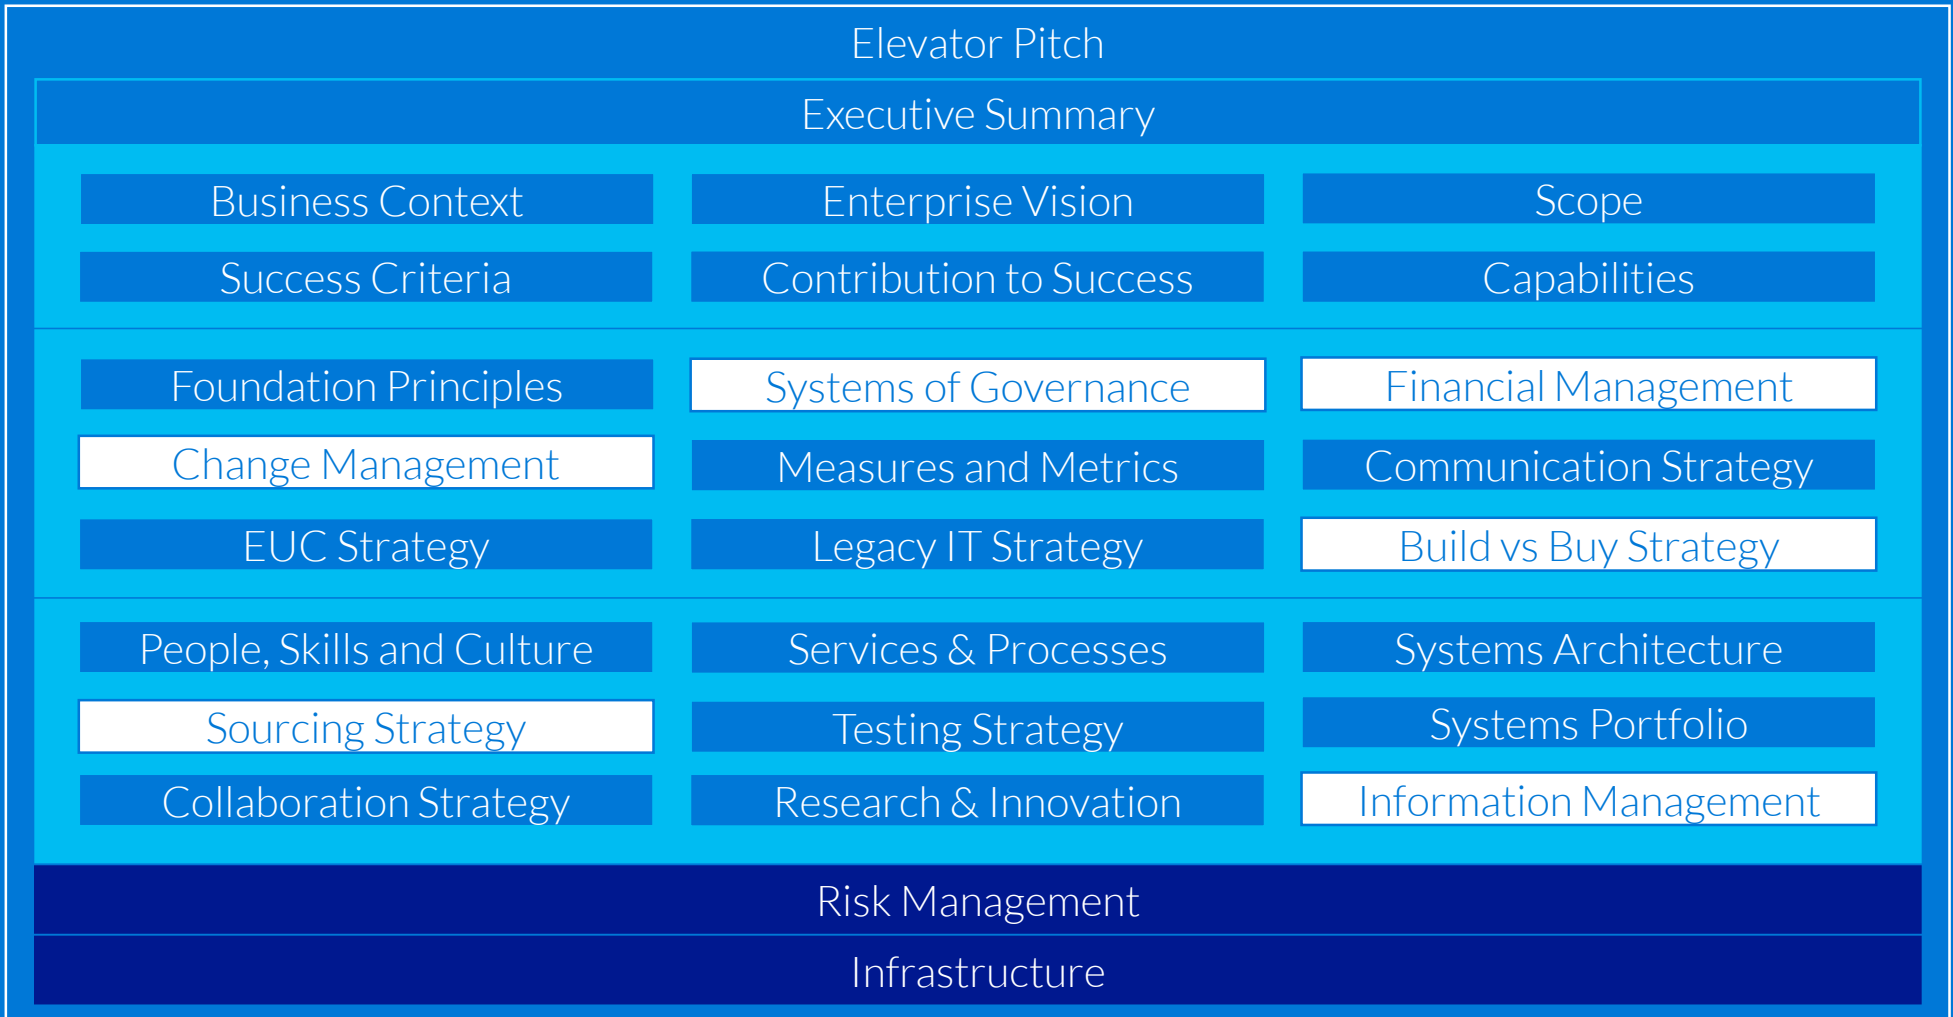 Elevator Pitch
Executive Summary
Business Context
Enterprise Vision
Scope
Success Criteria
Contribution to Success
Capabilities
Foundation Principles
Systems of Governance
Financial Management
Change Management
Measures and Metrics
Communication Strategy
EUC Strategy
Legacy IT Strategy
Build vs Buy Strategy
People, Skills and Culture
Services & Processes
Systems Architecture
Sourcing Strategy
Testing Strategy
Systems Portfolio
Collaboration Strategy
Research & Innovation
Information Management
Risk Management
Infrastructure